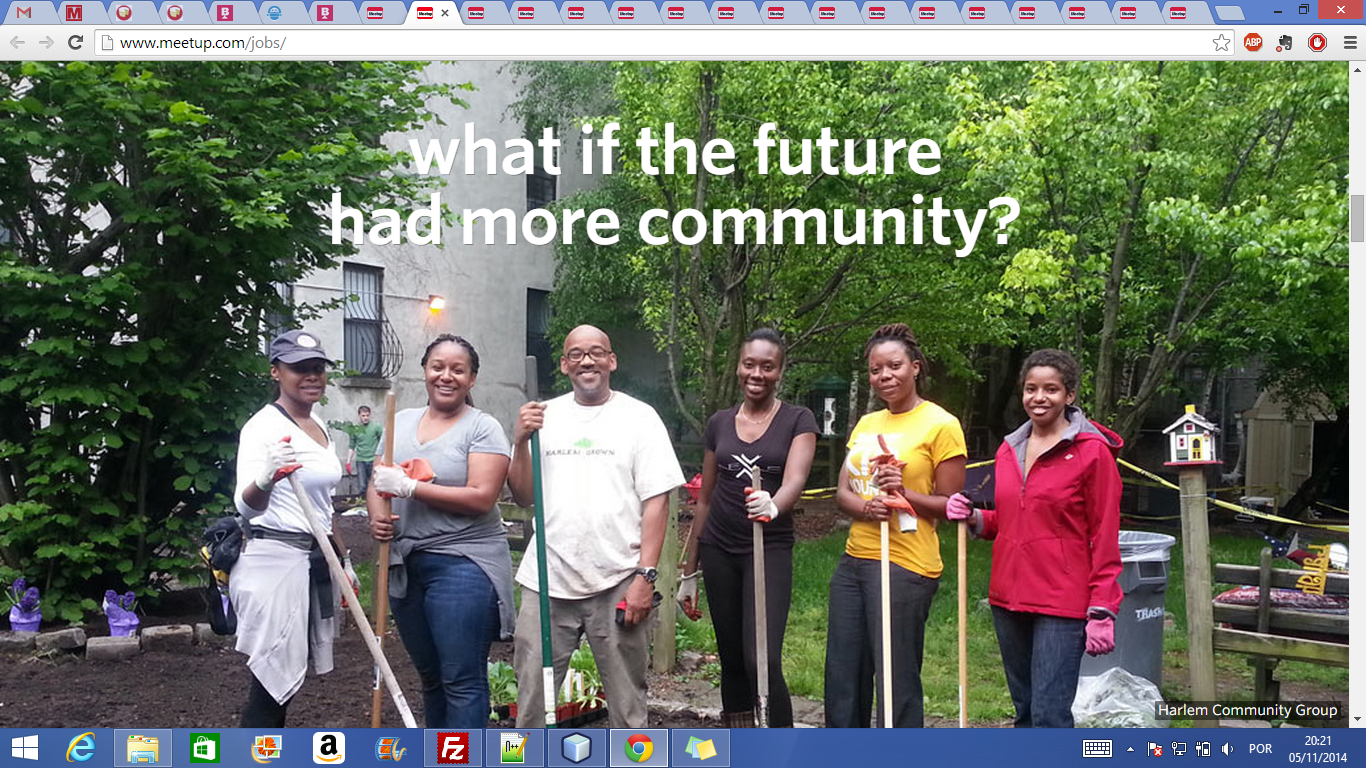 www.meetup.com/jobs/
ABP
what if the future
had more community?
HARLEM GROWN
TRASH
Harlem Community Group
20:21
POR
05/11/2014